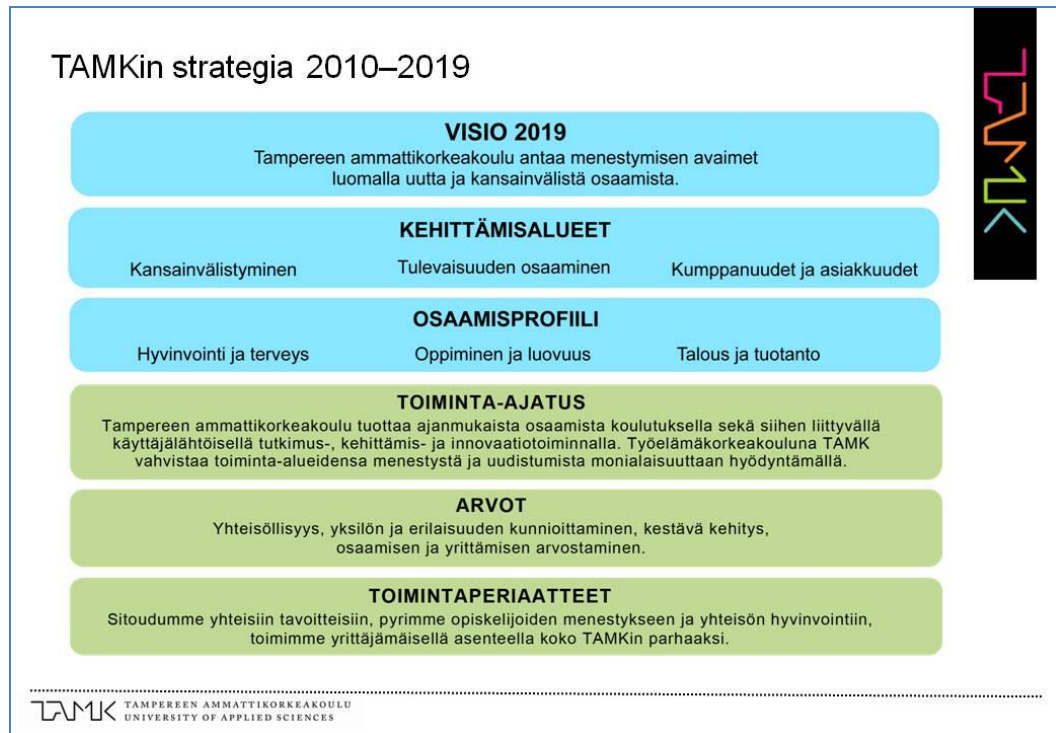 TAMKin strategia 2010–2019
TAMK
VISIO 2019
Tampereen ammattikorkeakoulu antaa menestymisen avaimet
luomalla uutta ja kansainvälistä osaamista.
KEHITTÄMISALUEET
Kansainvälistyminen Tulevaisuuden osaaminen Kumppanuudet ja asiakkuudet
OSAAMISPROFIILI
Hyvinvointi ja terveys Oppiminen ja luovuus Talous ja tuotanto
TOIMINTA-AJATUS
Tampereen ammattikorkeakoulu tuottaa ajanmukaista osaamista koulutuksella sekä siihen liittyvällä
käyttäjälähtöisellä tutkimus-, kehittämis- ja innovaatiotoiminnalla. Työelämäkorkeakouluna TAMK
vahvistaa toiminta-alueidensa menestystä ja uudistumista monialaisuuttaan hyödyntämällä.
ARVOT
Yhteisöllisyys, yksilön ja erilaisuuden kunnioittaminen, kestävä kehitys,
osaamisen ja yrittämisen arvostaminen.
TOIMINTAPERIAATTEET
Sitoudumme yhteisiin tavoitteisiin, pyrimme opiskelijoiden menestykseen ja yhteisön hyvinvointiin,
toimimme yrittäjämäisellä asenteella koko TAMKin parhaaksi.
TAMK
TAMPEREEN AMMATTIKORKEAKOULU
UNIVERSITY OF APPLIED SCIENCES